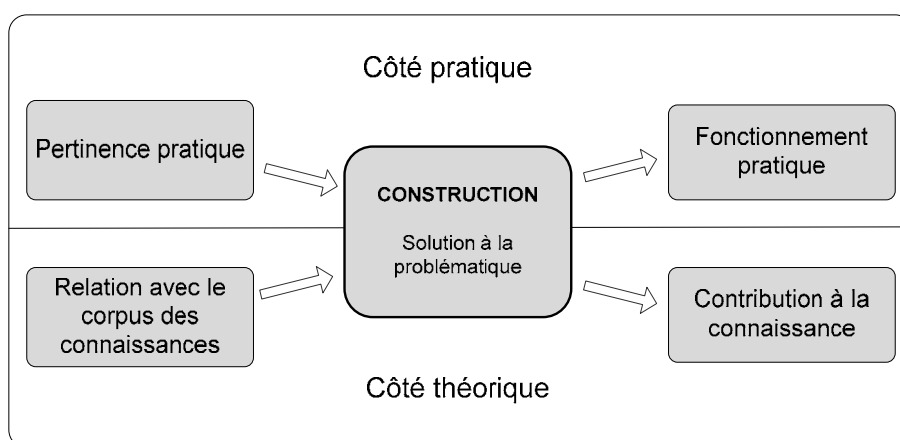 Côté pratique
Pertinence pratique
Fonctionnement
pratique
CONSTRUCTION
Solution à la
problématique
Relation avec le
corpus des
connaissances
Contribution à la
connaissance
Côté théorique